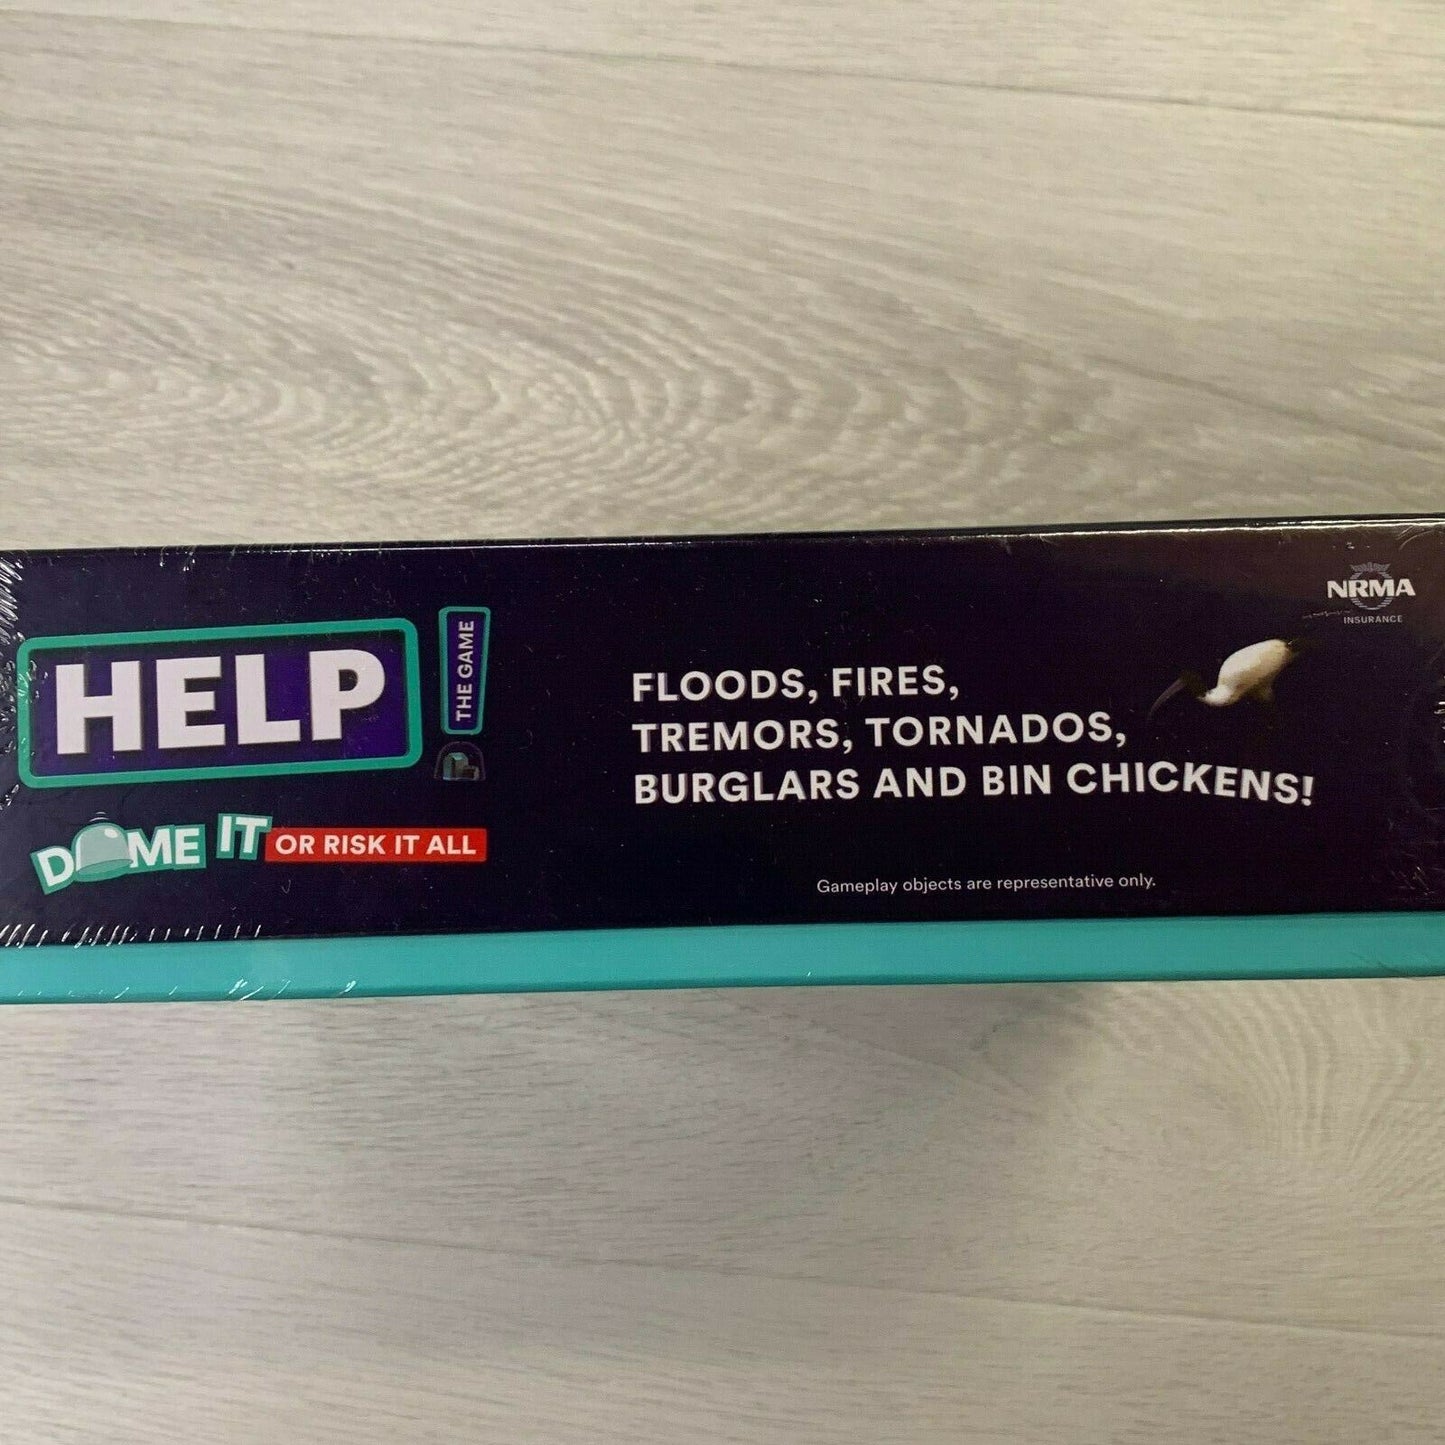 HELP
THE GAME
DOME IT OR RISK IT ALL
FLOODS, FIRES,
TREMORS, TORNADOS,
BURGLARS AND BIN CHICKENS!
Gameplay objects are representative only.
NRMA
INSURANCE